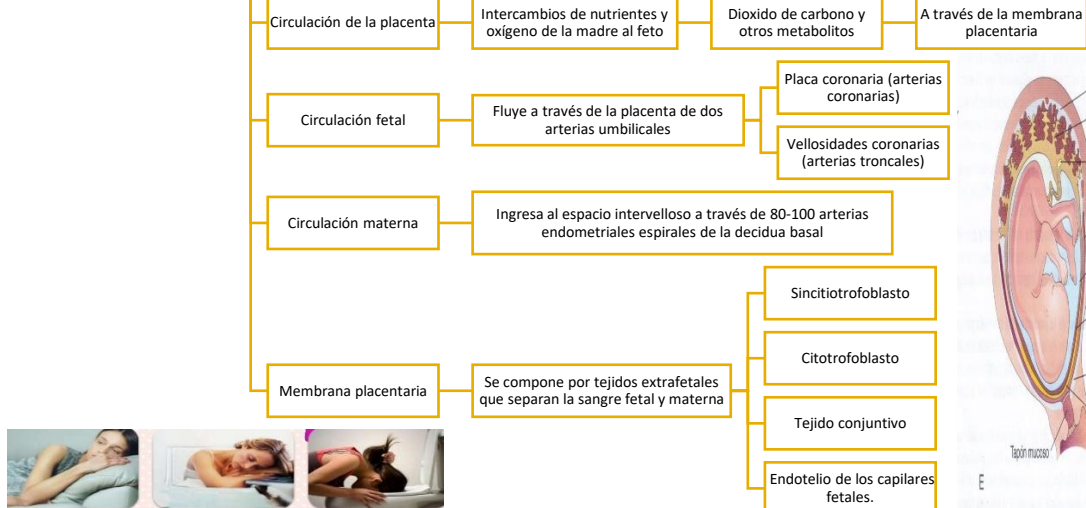 Circulación de la placenta
Intercambios de nutrientes y
oxígeno de la madre al feto
Dioxido de carbono y
otros metabolitos
A través de la membrana
placentaria
Circulación fetal
Fluye a través de la placenta de dos
arterias umbilicales
Placa coronaria (arterias
coronarias)
Vellosidades coronarias
(arterias troncales)
Circulación materna
Ingresa al espacio intervelloso a través de 80-100 arterias
endometriales espirales de la decidua basal
Membrana placentaria
Se compone por tejidos extrafetales
que separan la sangre fetal y materna
Sincitiotrofoblasto
Citotrofoblasto
Tejido conjuntivo
Endotelio de los capilares
fetales.
Tapón mucoso
E